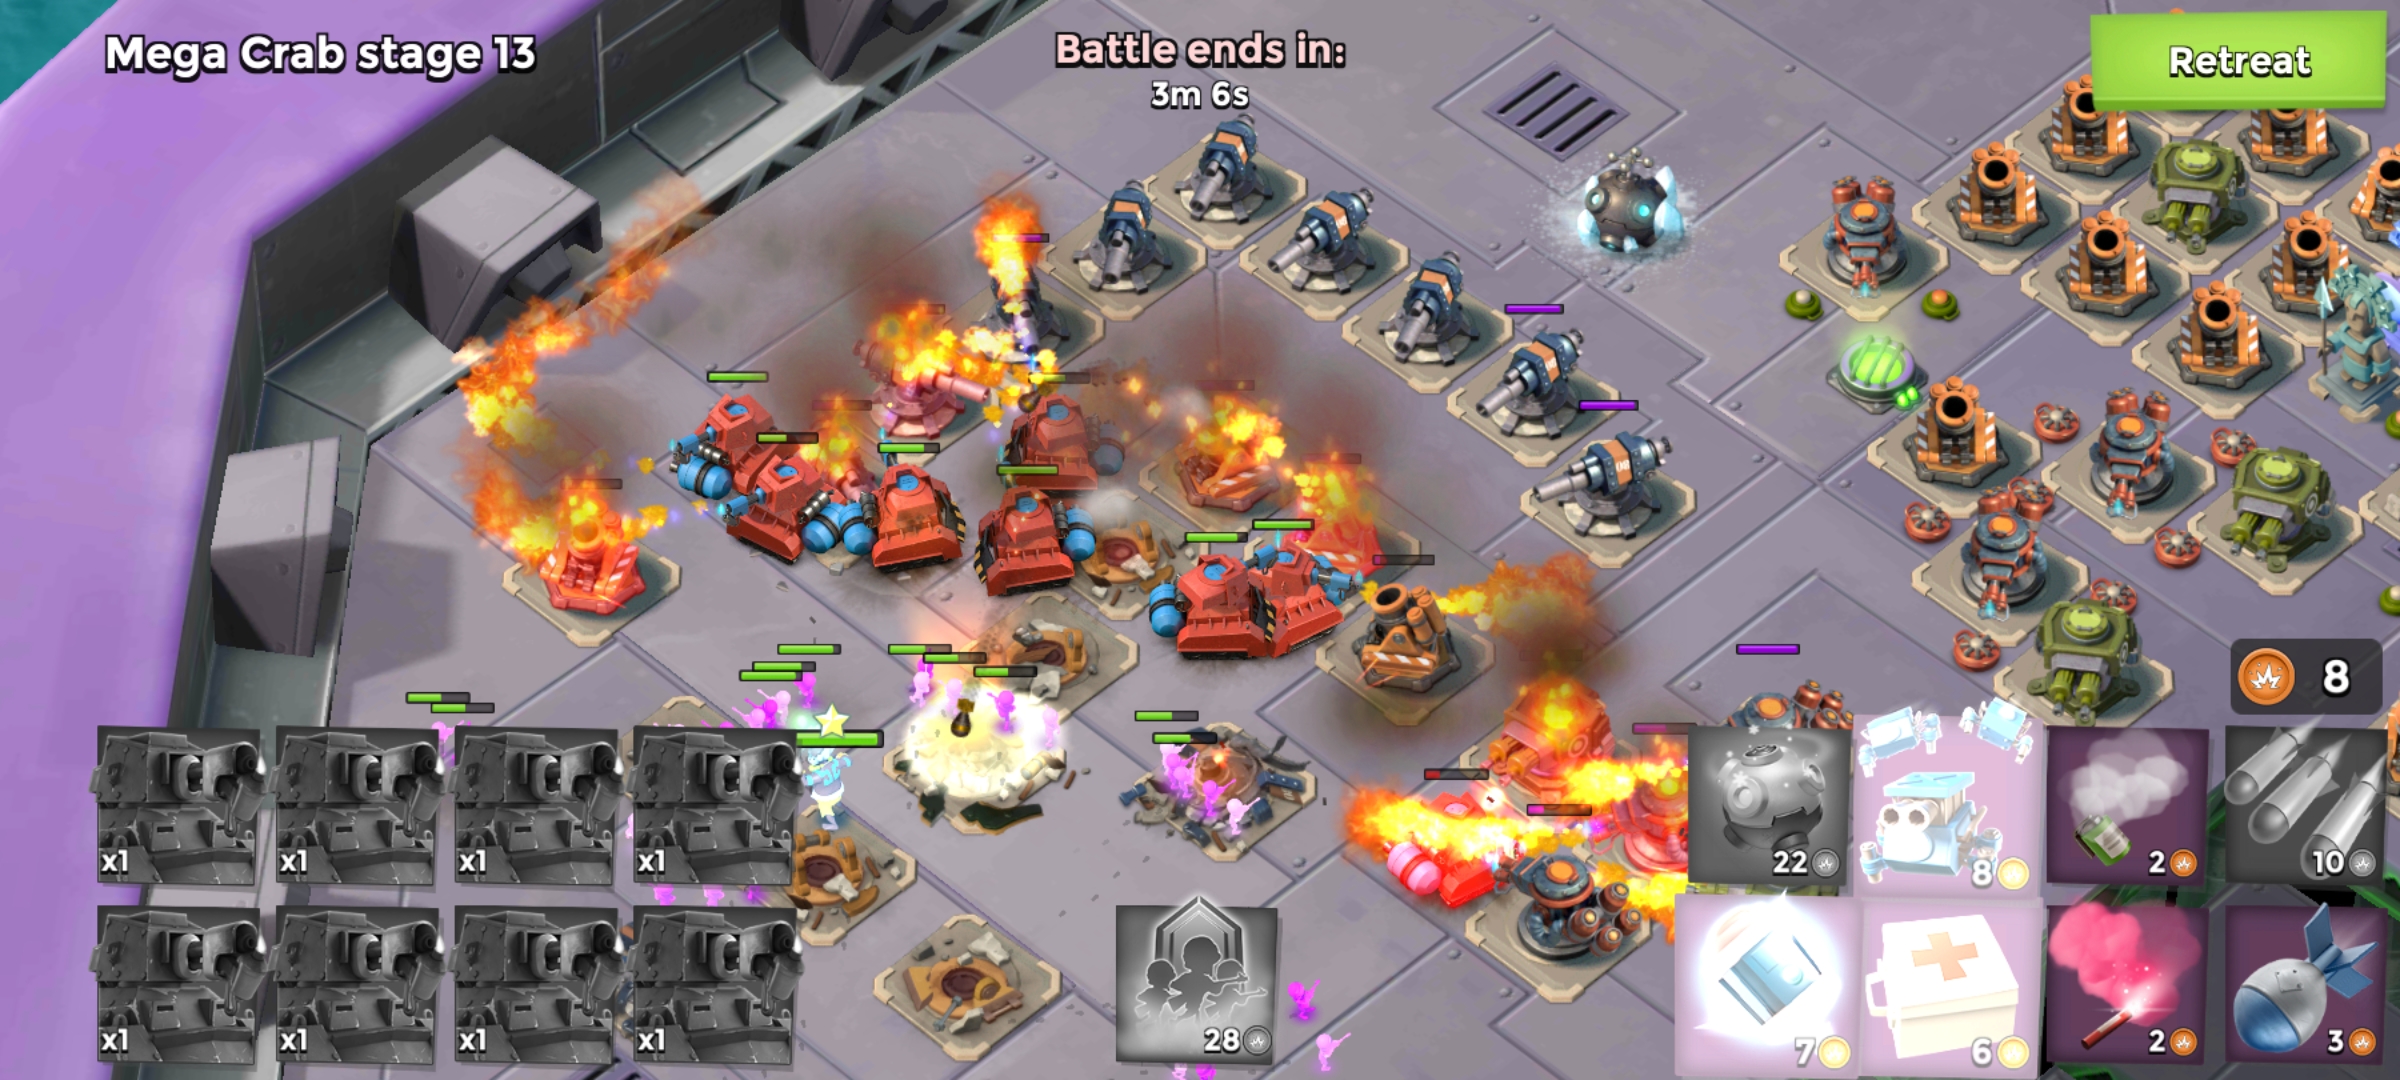 Mega Crab stage 13
Battle ends in:
3m 6s
Retreat
8
x1
x1
x1
x1
22
8
2
10
x1
x1
x1
x1
28
7
6
2
3